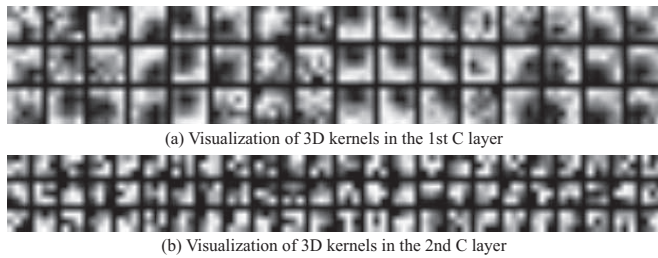 (a) Visualization of 3D kernels in the 1st C layer
(b) Visualization of 3D kernels in the 2nd C layer